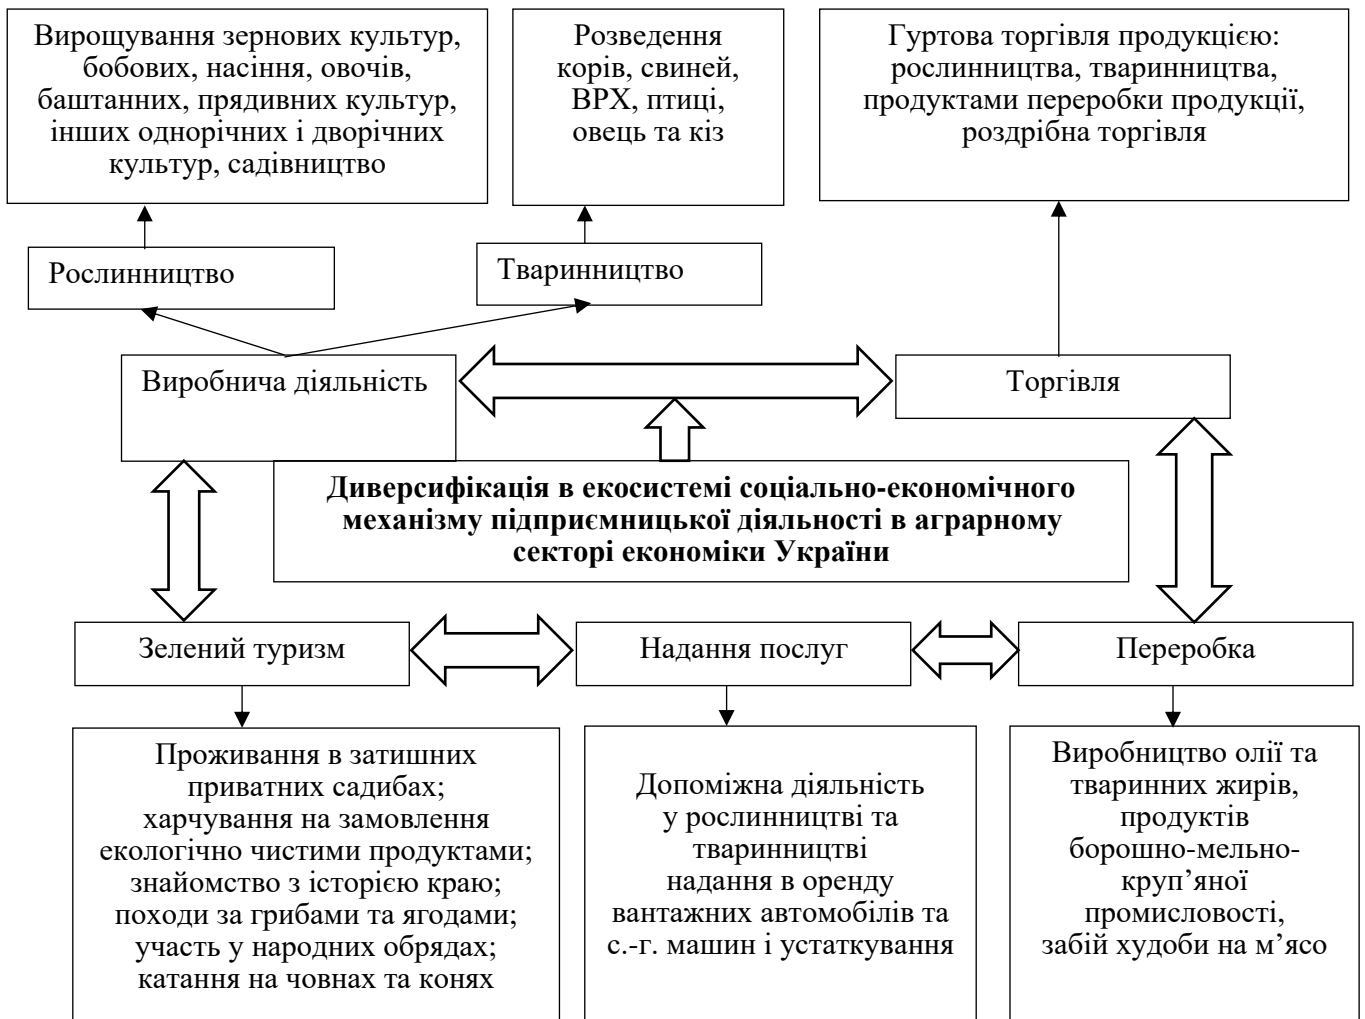 Вирощування зернових культур,
бобових, насіння, овочів,
баштанних, прядивних культур,
інших однорічних і дворічних
культур, садівництво
Розведення
корів, свиней,
ВРХ, птиці,
овець та кіз
Гуртова торгівля продукцією:
рослинництва, тваринництва,
продуктами переробки продукції,
роздрібна торгівля
Рослинництво
Тваринництво
Виробнича діяльність
Торгівля
Диверсифікація в екосистемі соціально-економічного
механізму підприємницької діяльності в аграрному
секторі економіки України
Зелений туризм
Надання послуг
Переробка
Проживання в затишних
приватних садибах;
харчування на замовлення
екологічно чистими продуктами;
знайомство з історією краю;
походи за грибами та ягодами;
участь у народних обрядах;
катання на човнах та конях
Допоміжна діяльність
у рослинництві та
тваринництві
надання в оренду
вантажних автомобілів та
с.-г. машин і устаткування
Виробництво олії та
тваринних жирів,
продуктів
борошно-мельно-
круп’яної
промисловості,
забій худоби на м’ясо